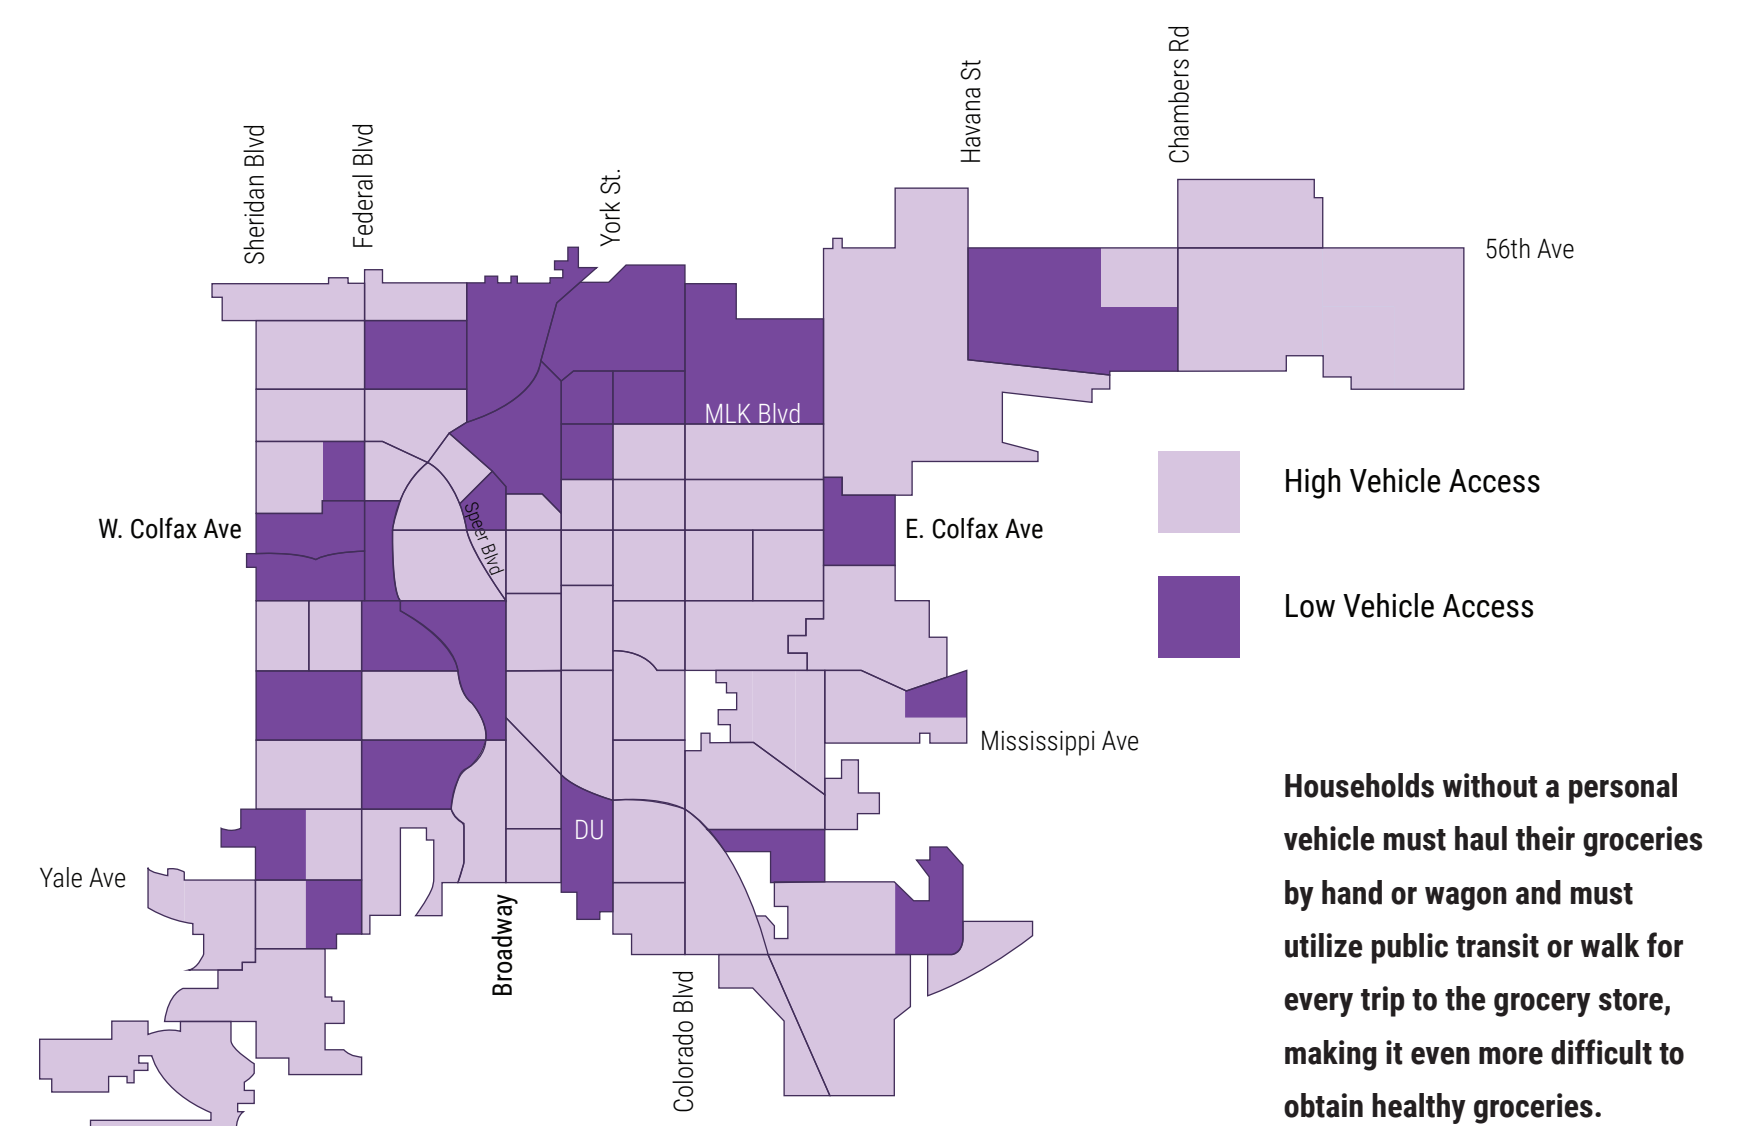 Chambers Rd
Havana St
Sheridan Blvd
Federal Blvd
York St.
56th Ave
MLK Blvd
High Vehicle Access
Speer Blvd
W. Colfax Ave
E. Colfax Ave
Low Vehicle Access
Mississippi Ave
Households without a personal
vehicle must haul their groceries
by hand or wagon and must
utilize public transit or walk for
every trip to the grocery store,
making it even more difficult to
obtain healthy groceries.
DU
Yale Ave
Broadway
Colorado Blvd